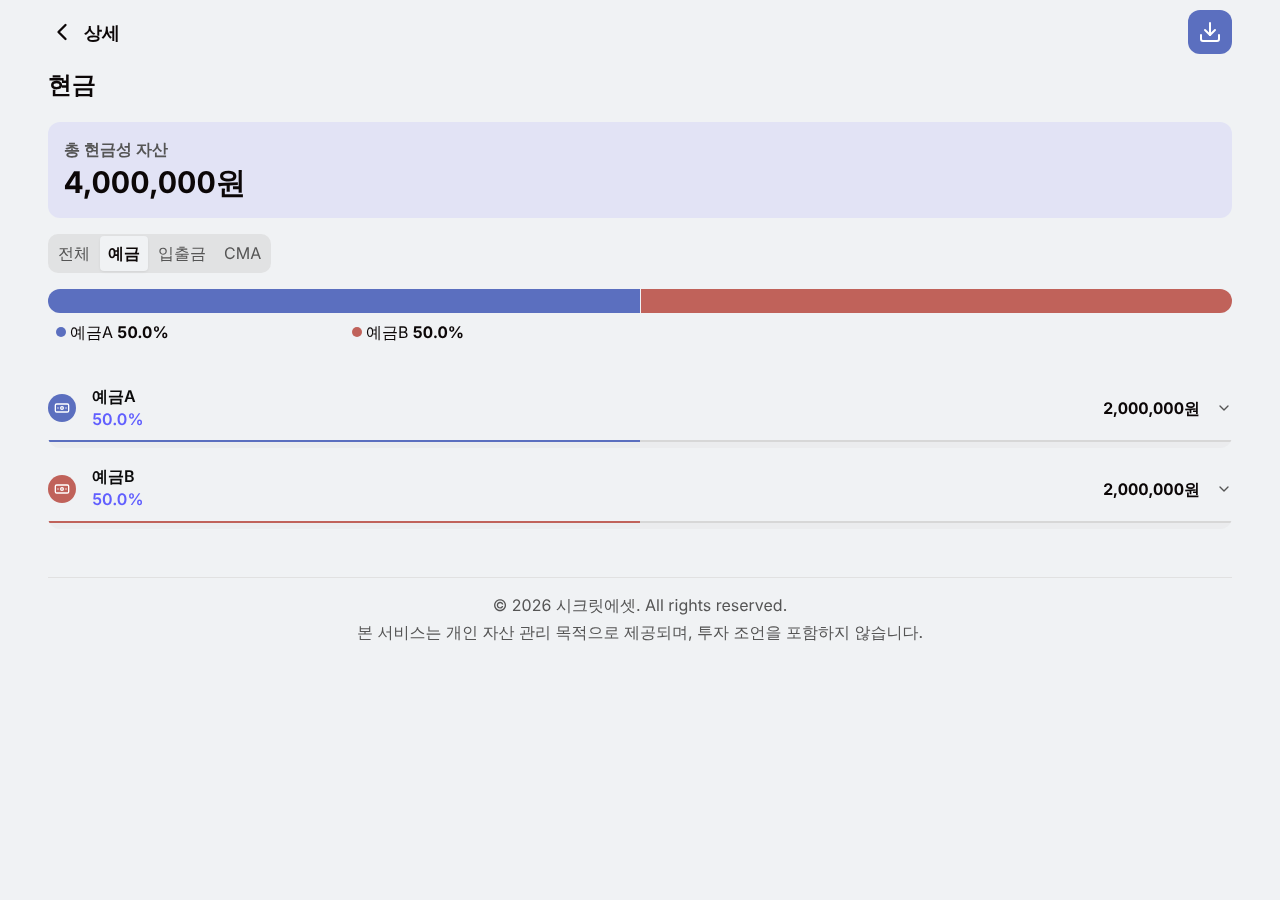 상세
현금
총 현금성 자산
4,000,000원
전체 예금 입출금 CMA
예금A 50.0% 예금B 50.0%
예금A
50.0%
2,000,000원
예금B
50.0%
2,000,000원
© 2026 시크릿에셋. All rights reserved.
본 서비스는 개인 자산 관리 목적으로 제공되며, 투자 조언을 포함하지 않습니다.